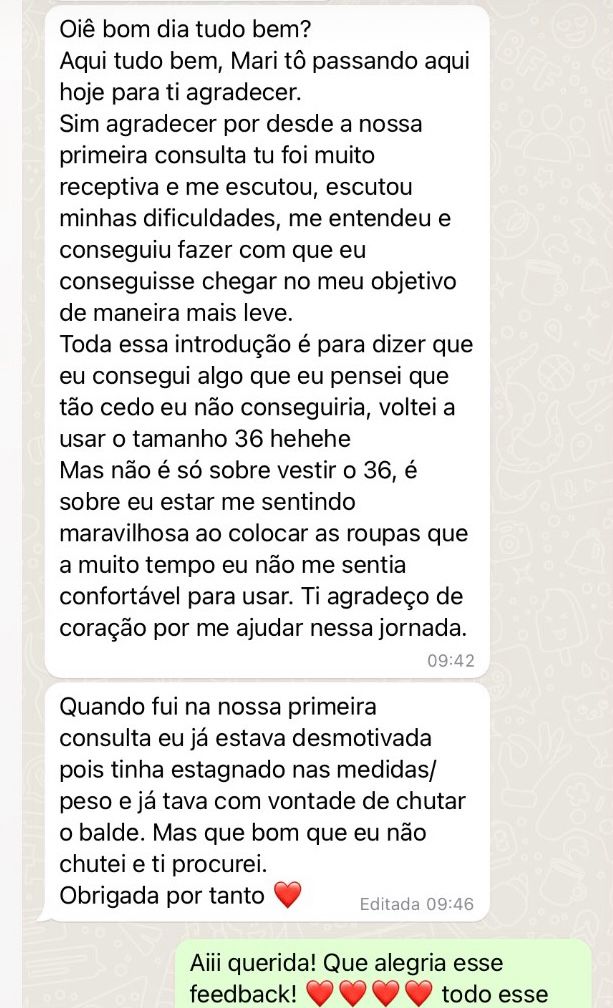 Oiê bom dia tudo bem?
Aqui tudo bem, Mari tô passando aqui
hoje para ti agradecer.
Sim agradecer por desde a nossa
primeira consulta tu foi muito
receptiva e me escutou, escutou
minhas dificuldades, me entendeu e
conseguiu fazer com que eu
conseguisse chegar no meu objetivo
de maneira mais leve.
Toda essa introdução é para dizer que
eu consegui algo que eu pensei que
tão cedo eu não conseguiria, voltei a
usar o tamanho 36 hehehe
Mas não é só sobre vestir o 36, é
sobre eu estar me sentindo
maravilhosa ao colocar as roupas que
a muito tempo eu não me sentia
confortável para usar. Ti agradeço de
coração por me ajudar nessa jornada.
09:42
Quando fui na nossa primeira
consulta eu já estava desmotivada
pois tinha estagnado nas medidas/
peso e já tava com vontade de chutar
o balde. Mas que bom que eu não
chutei e ti procurei.
Obrigada por tanto ❤️
Editada 09:46
Aiii querida! Que alegria esse
feedback! ❤️❤️❤️❤️ todo esse